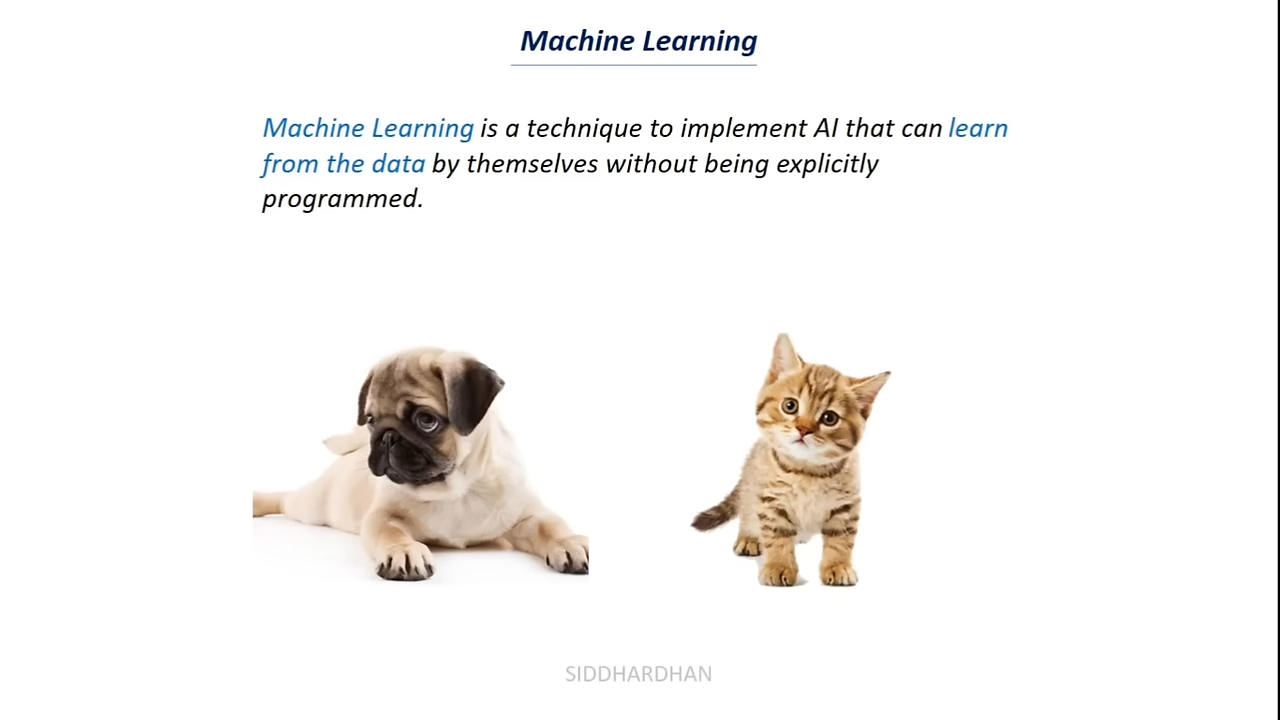 Machine Learning
Machine Learning is a technique to implement AI that can learn
from the data by themselves without being explicitly
programmed.
SIDDHARDHAN